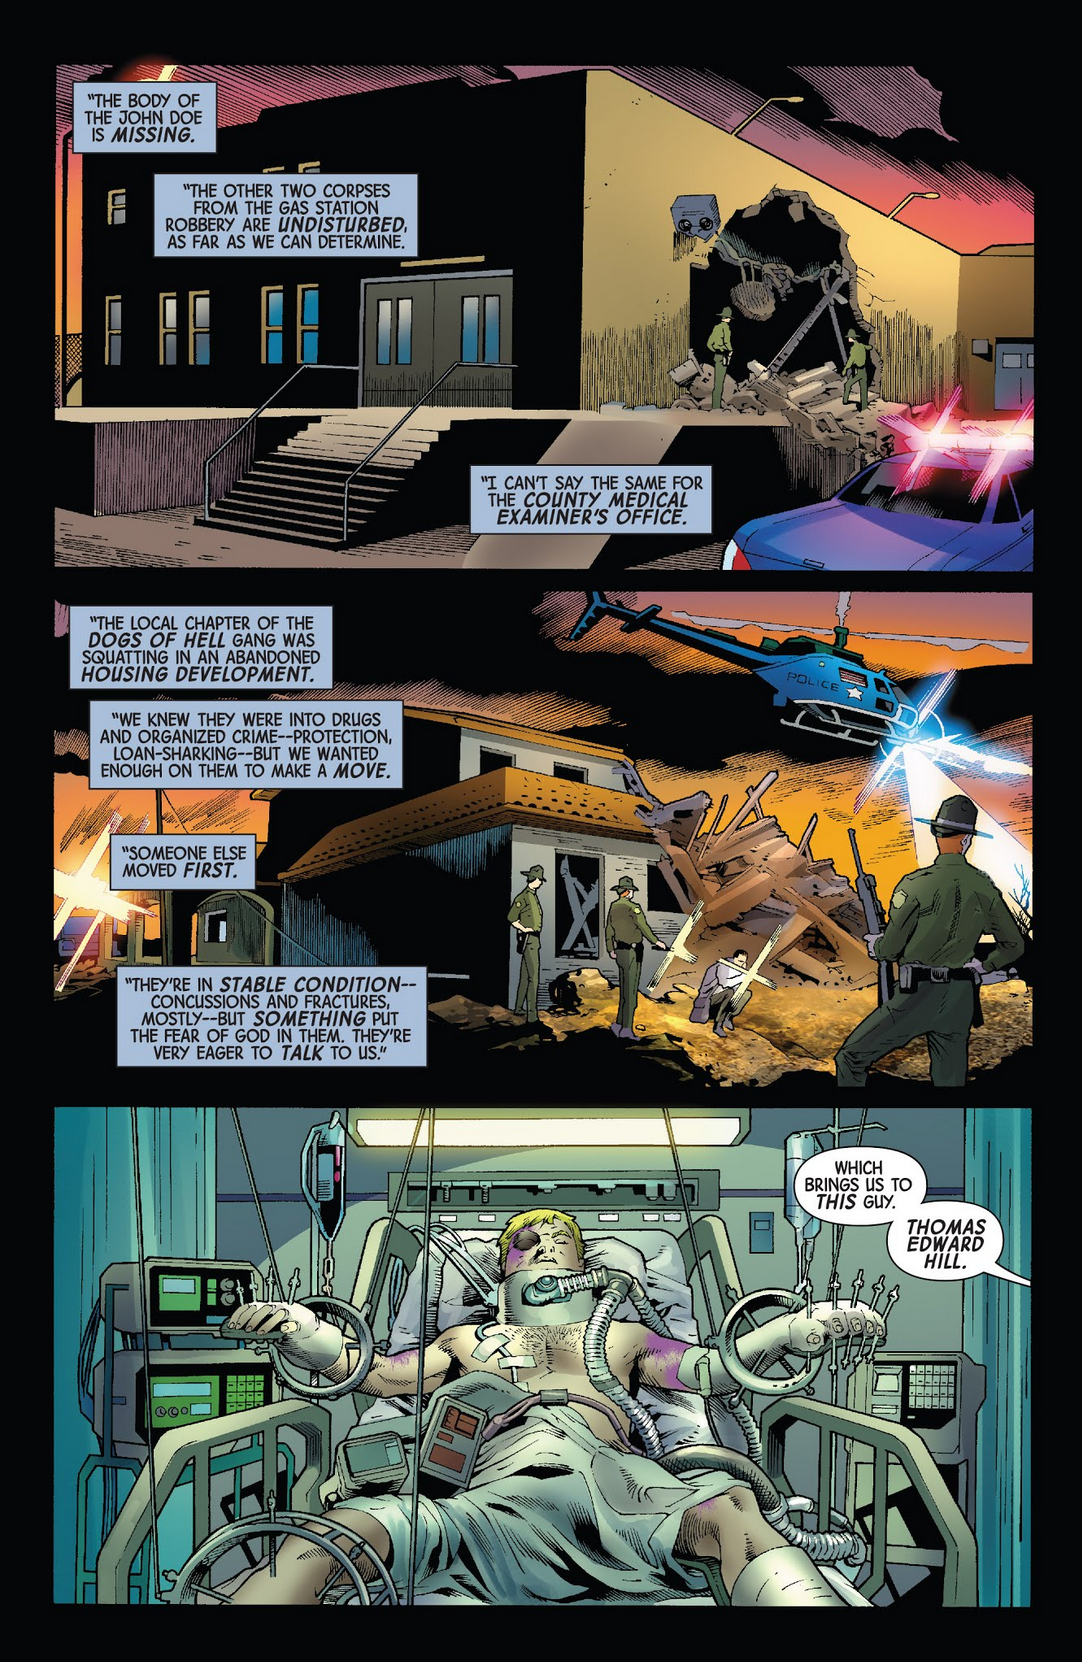 "THE BODY OF
THE JOHN DOE
IS MISSING.
"THE OTHER TWO CORPSES
FROM THE GAS STATION
ROBBERY ARE UNDISTURBED,
AS FAR AS WE CAN DETERMINE.
"I CAN'T SAY THE SAME FOR
THE COUNTY MEDICAL
EXAMINER'S OFFICE.
"THE LOCAL CHAPTER OF THE
DOGS OF HELL GANG WAS
SQUATTING IN AN ABANDONED
HOUSING DEVELOPMENT.
POLICE
"WE KNEW THEY WERE INTO DRUGS
AND ORGANIZED CRIME--PROTECTION,
LOAN-SHARKING--BUT WE WANTED
ENOUGH ON THEM TO MAKE A MOVE.
"SOMEONE ELSE
MOVED FIRST.
"THEY'RE IN STABLE CONDITION--
CONCUSSIONS AND FRACTURES,
MOSTLY--BUT SOMETHING PUT
THE FEAR OF GOD IN THEM. THEY'RE
VERY EAGER TO TALK TO US."
WHICH
BRINGS US TO
THIS GUY.
THOMAS
EDWARD
HILL.